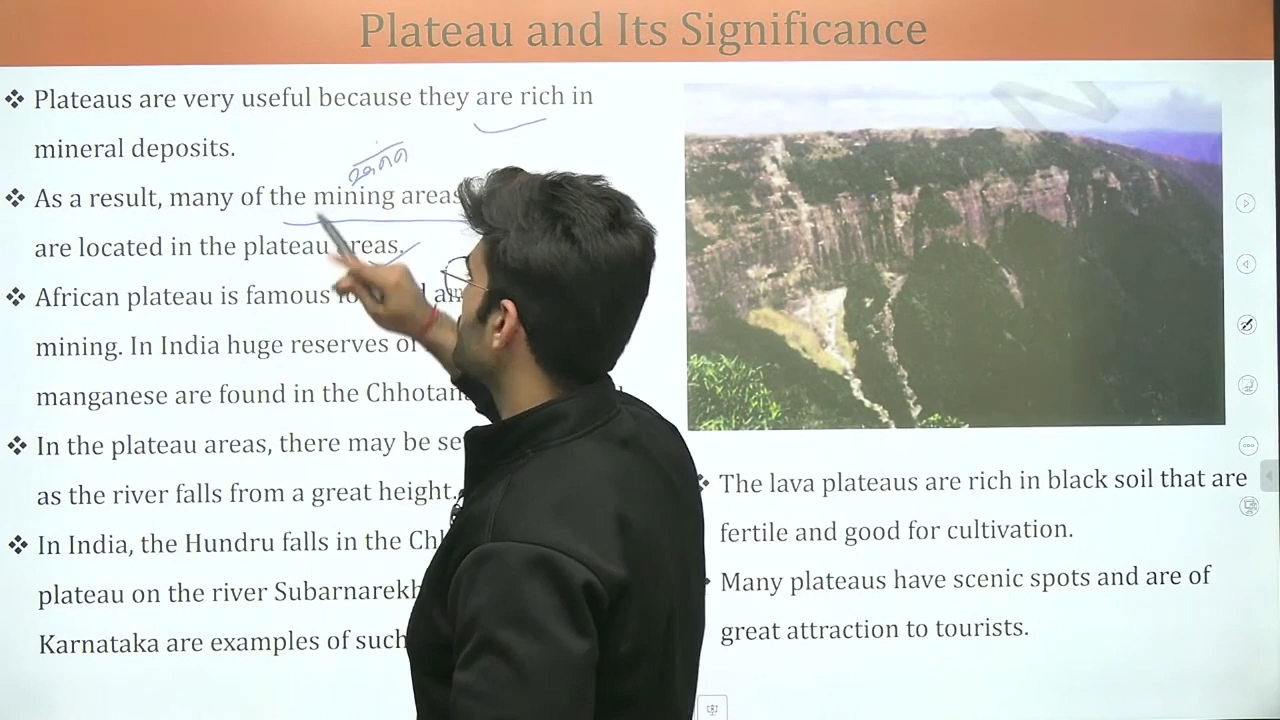 Plateau and Its Significance
❖ Plateaus are very useful because they are rich in
mineral deposits.
खनन
❖ As a result, many of the mining areas
are located in the plateau areas.
❖ African plateau is famous
mining. In India huge reserves of
manganese are found in the
❖ In the plateau areas, there may be
as the river falls from a great height.
❖ In India, the Hundru falls in the
plateau on the river
Karnataka are examples of such
The lava plateaus are rich in black soil that are
fertile and good for cultivation.
Many plateaus have scenic spots and are of
great attraction to tourists.